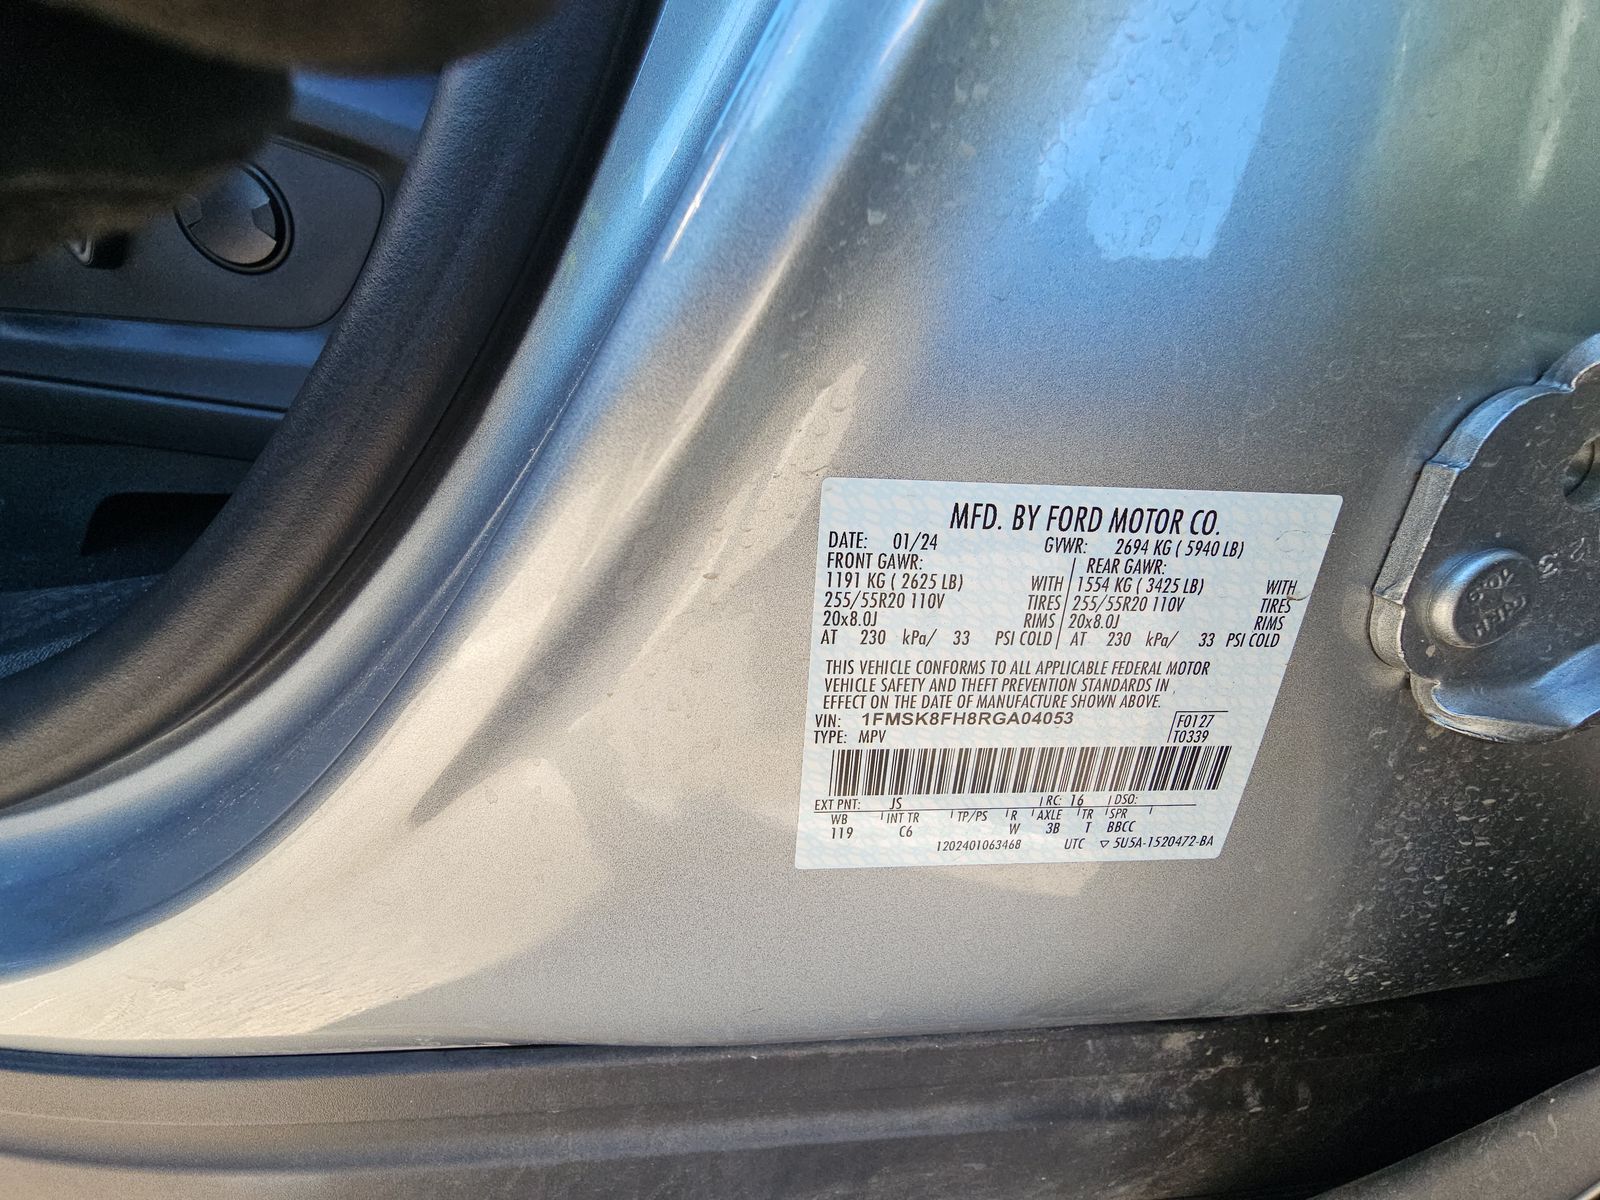 MFD. BY FORD MOTOR CO.
DATE: 01/24 GVWR: 2694 KG ( 5940 LB)
FRONT GAWR: REAR GAWR:
1191 KG ( 2625 LB) WITH 1554 KG ( 3425 LB) WITH
255/55R20 110V TIRES 255/55R20 110V TIRES
20x8.0J RIMS 20x8.0J RIMS
AT 230 kPa/ 33 PSI COLD AT 230 kPa/ 33 PSI COLD
THIS VEHICLE CONFORMS TO ALL APPLICABLE FEDERAL MOTOR
VEHICLE SAFETY AND THEFT PREVENTION STANDARDS IN
EFFECT ON THE DATE OF MANUFACTURE SHOWN ABOVE.
VIN: 1FMSK8FH8RGA04053 F0127
TYPE: MPV T0339
EXT PNT: JS RC: 16 DSO:
WB INT TR TP/PS R AXLE TR SPR
119 C6 W 3B T BBCC
1202401063468 UTC ▽ 5U5A-1520472-BA